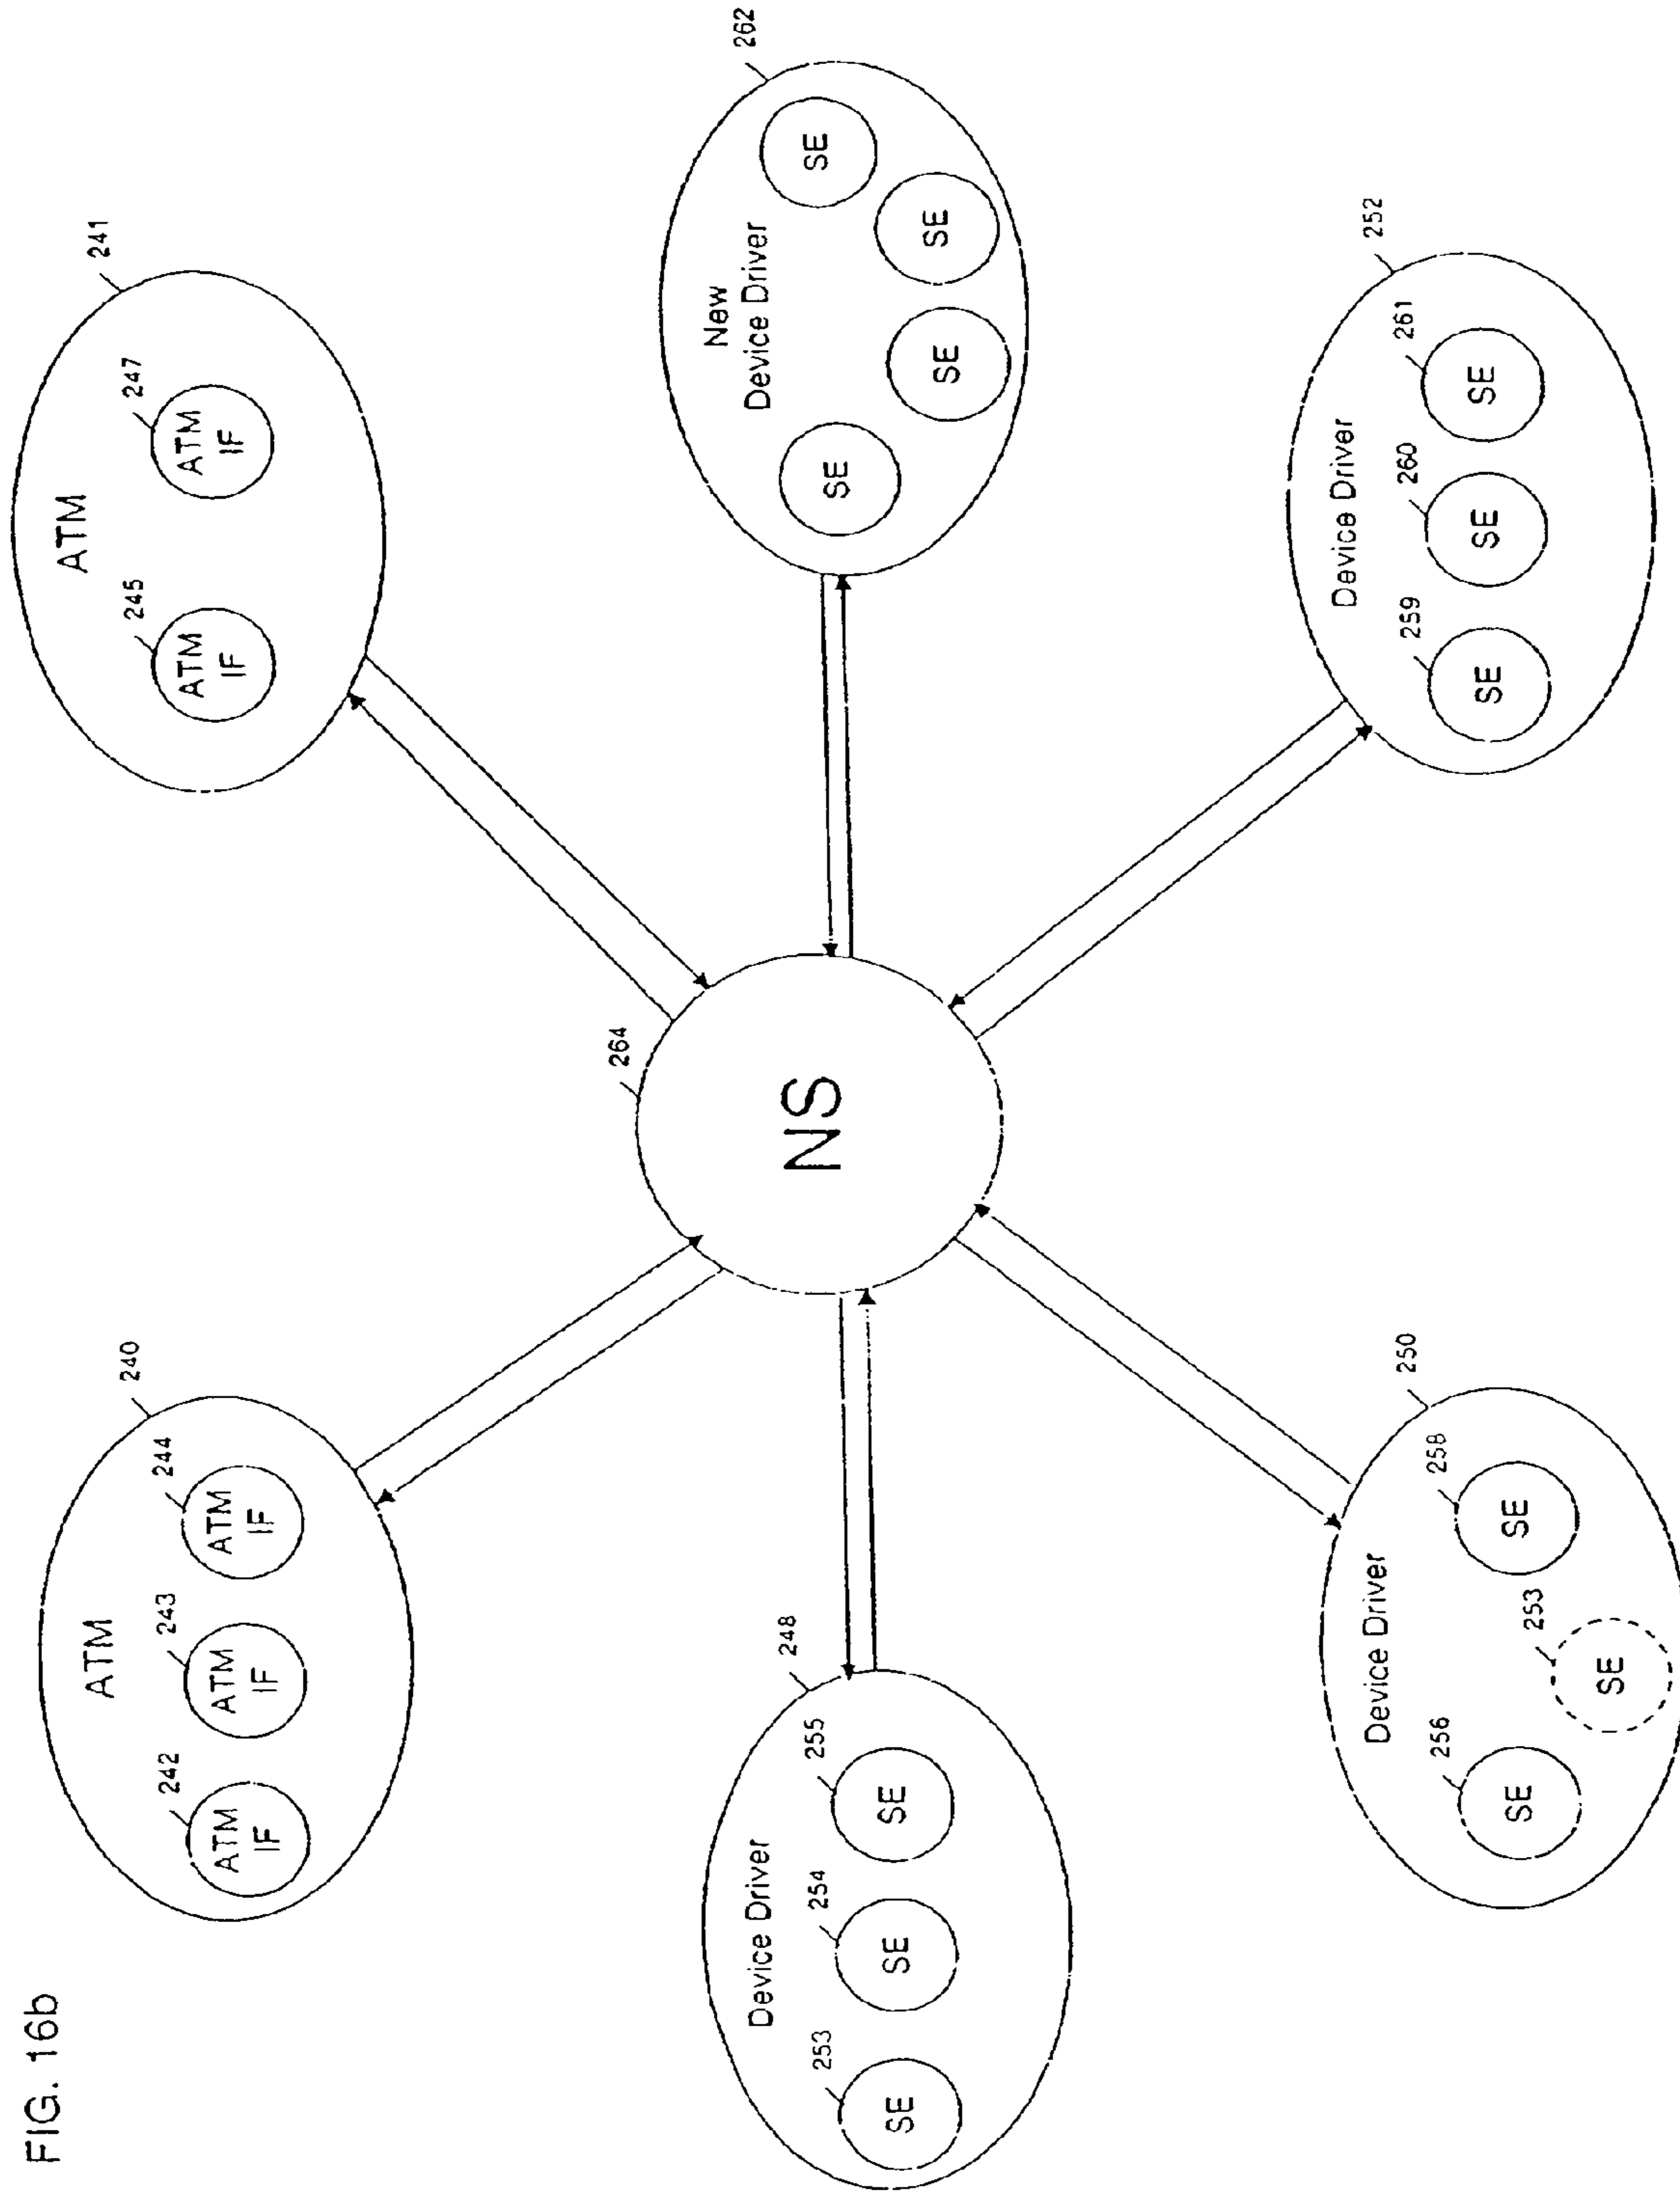 FIG. 16b
240
ATM
242
ATM
IF
243
ATM
IF
244
ATM
IF
241
ATM
245
ATM
IF
247
ATM
IF
248
Device Driver
253
SE
254
SE
255
SE
264
NS
262
New
Device Driver
SE
SE
SE
SE
250
Device Driver
256
SE
253
SE
258
SE
252
Device Driver
259
SE
260
SE
261
SE